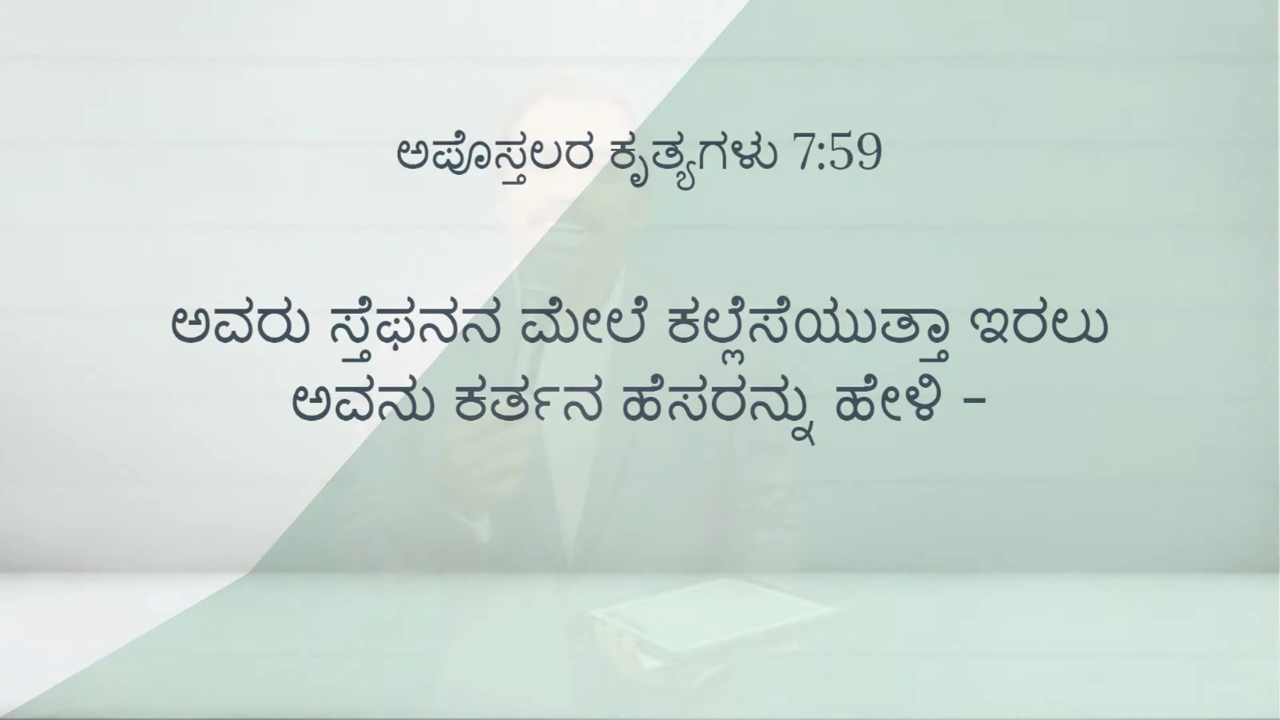 ಅಪೊಸ್ತಲರ ಕೃತ್ಯಗಳು 7:59
ಅವರು ಸ್ತೆಫನನ ಮೇಲೆ ಕಲ್ಲೆಸೆಯುತ್ತಾ ಇರಲು
ಅವನು ಕರ್ತನ ಹೆಸರನ್ನು ಹೇಳಿ -